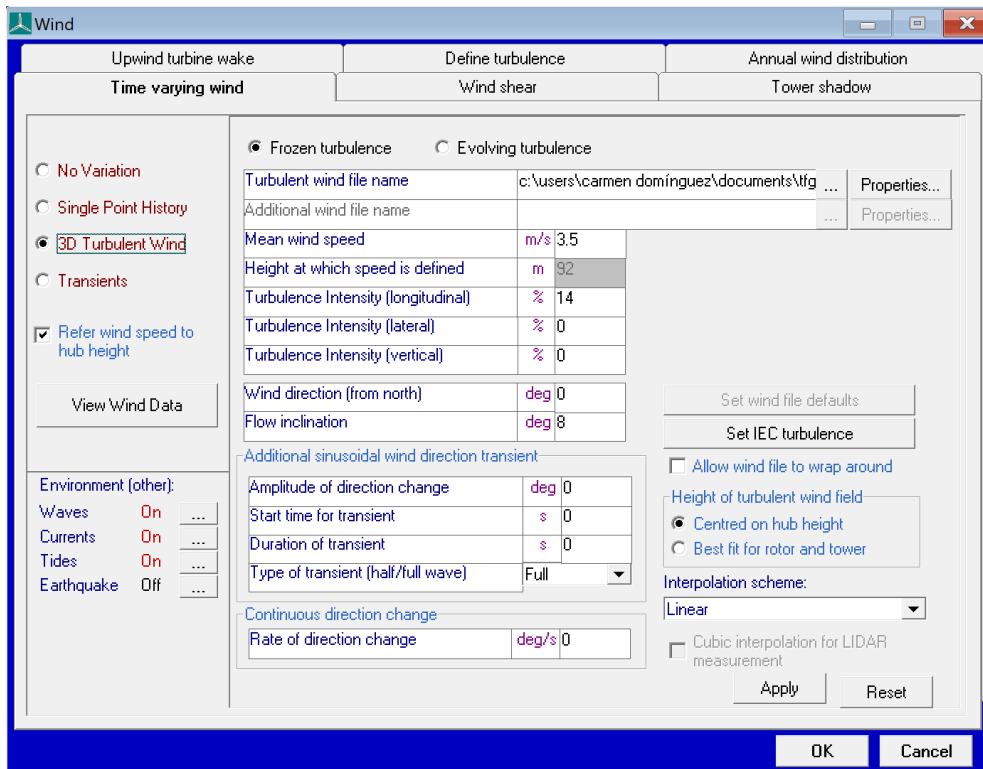 Wind
Upwind turbine wake
Define turbulence
Annual wind distribution
Time varying wind
Wind shear
Tower shadow
No Variation
Single Point History
3D Turbulent Wind
Transients
Refer wind speed to
hub height
View Wind Data
Environment (other):
Waves On ...
Currents On ...
Tides On ...
Earthquake Off ...
Frozen turbulence
Evolving turbulence
Turbulent wind file name c:\users\carmen domínguez\documents\tfg ... Properties...
Additional wind file name ... Properties...
Mean wind speed m/s 3.5
Height at which speed is defined m 92
Turbulence Intensity (longitudinal) % 14
Turbulence Intensity (lateral) % 0
Turbulence Intensity (vertical) % 0
Wind direction (from north) deg 0
Flow inclination deg 8
Additional sinusoidal wind direction transient
Amplitude of direction change deg 0
Start time for transient s 0
Duration of transient s 0
Type of transient (half/full wave) Full
Continuous direction change
Rate of direction change deg/s 0
Set wind file defaults
Set IEC turbulence
Allow wind file to wrap around
Height of turbulent wind field
Centred on hub height
Best fit for rotor and tower
Interpolation scheme:
Linear
Cubic interpolation for LIDAR
measurement
Apply
Reset
OK
Cancel